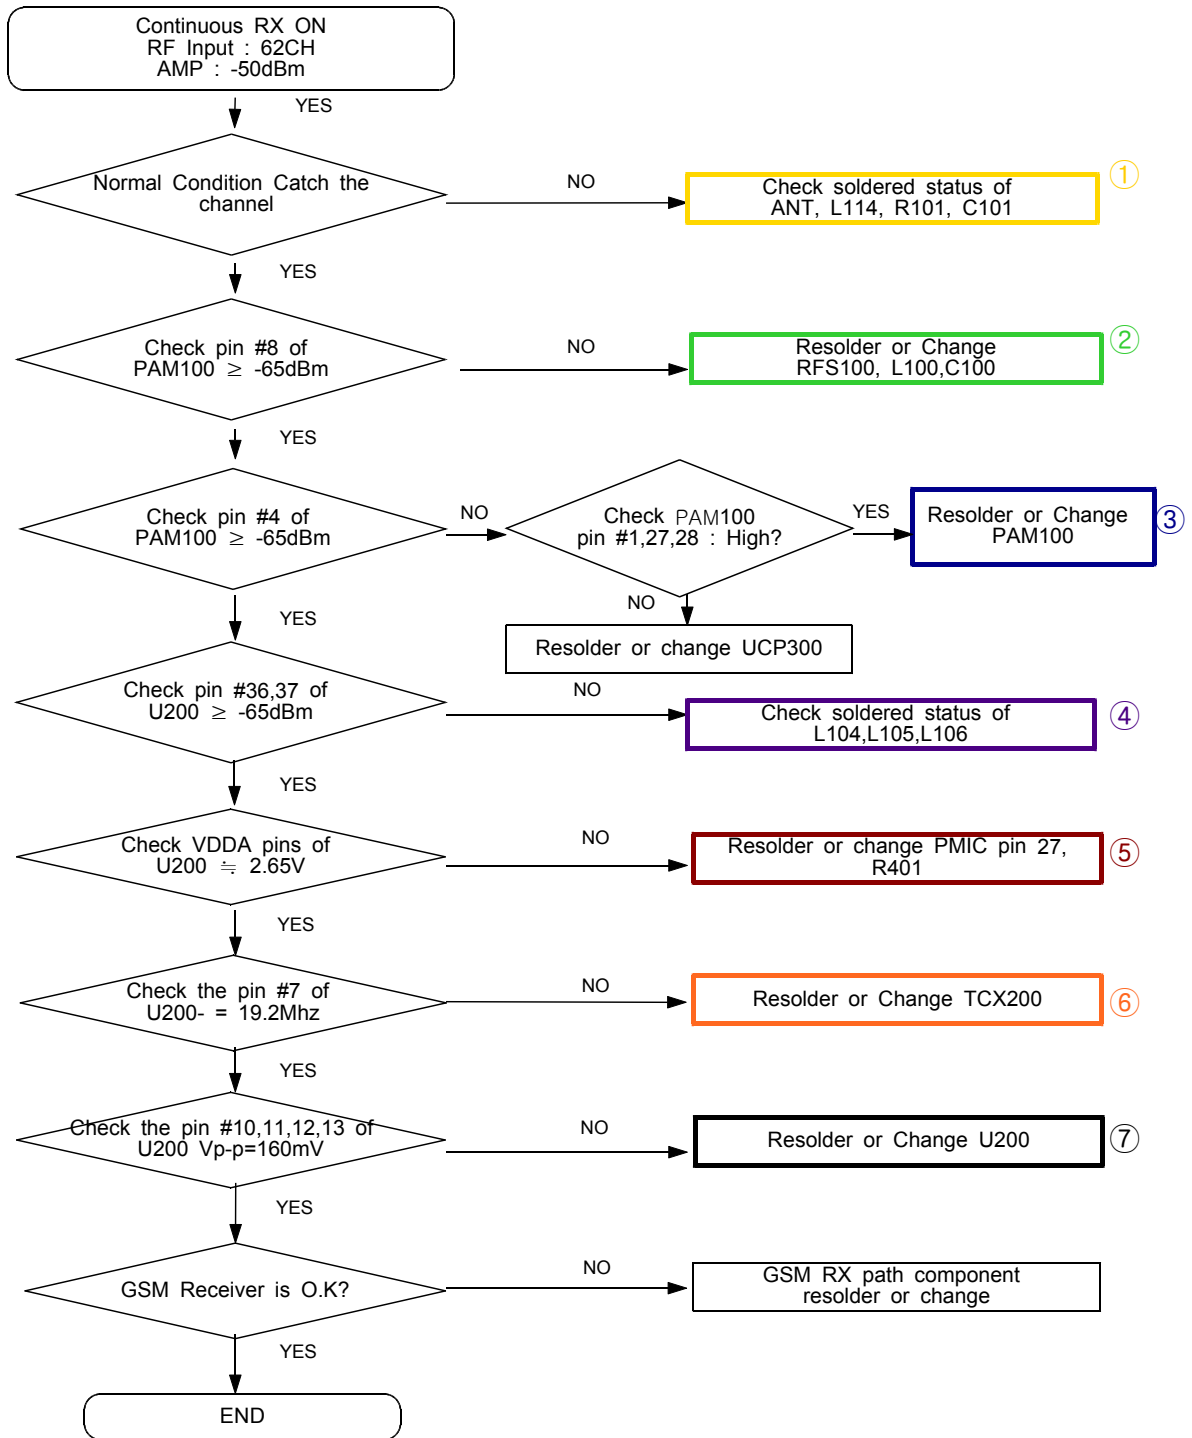 Continuous RX ON
RF Input : 62CH
AMP : -50dBm
YES
Normal Condition Catch the
channel
NO
Check soldered status of
ANT, L114, R101, C101
①
YES
Check pin #8 of
PAM100 ≥ -65dBm
NO
Resolder or Change
RFS100, L100,C100
②
YES
Check pin #4 of
PAM100 ≥ -65dBm
NO
Check PAM100
pin #1,27,28 : High?
YES
Resolder or Change
PAM100
③
NO
Resolder or change UCP300
YES
Check pin #36,37 of
U200 ≥ -65dBm
NO
Check soldered status of
L104,L105,L106
④
YES
Check VDDA pins of
U200 ≒ 2.65V
NO
Resolder or change PMIC pin 27,
R401
⑤
YES
Check the pin #7 of
U200- = 19.2Mhz
NO
Resolder or Change TCX200
⑥
YES
Check the pin #10,11,12,13 of
U200 Vp-p=160mV
NO
Resolder or Change U200
⑦
YES
GSM Receiver is O.K?
NO
GSM RX path component
resolder or change
YES
END